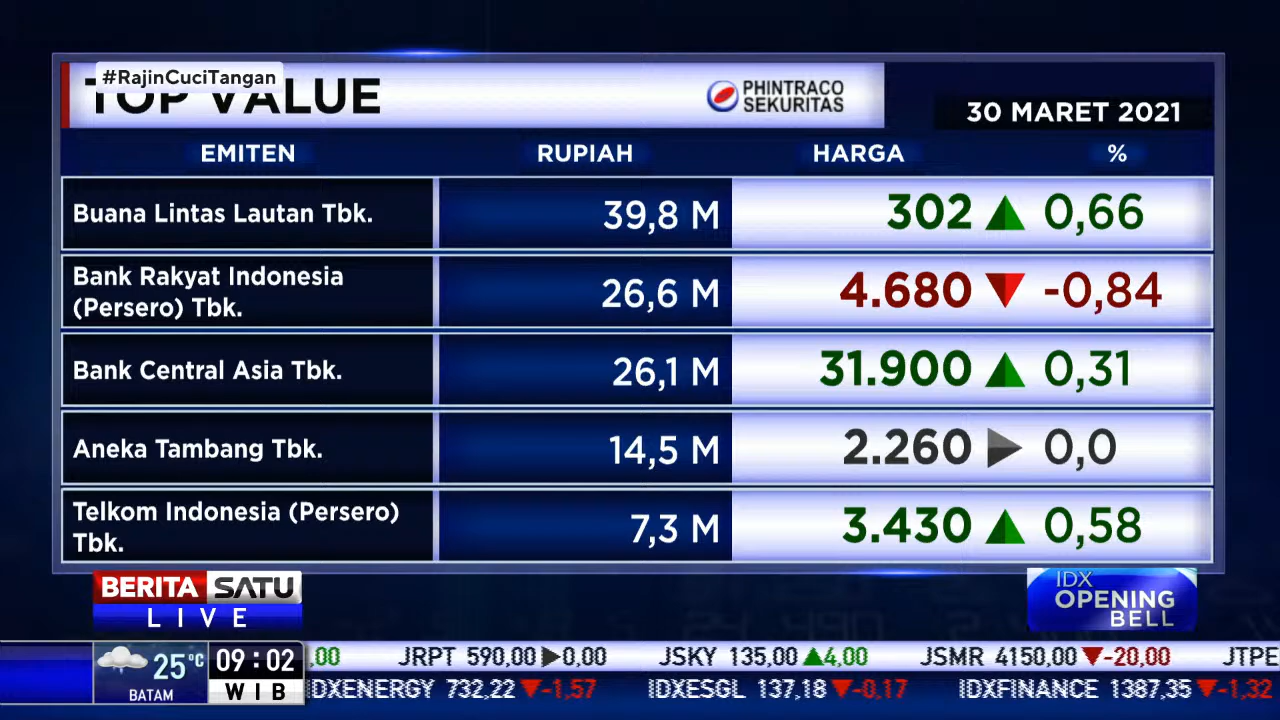 #RajinCuciTangan
TOP VALUE
PHINTRACO
SEKURITAS
30 MARET 2021
EMITEN RUPIAH HARGA %
Buana Lintas Lautan Tbk. 39,8 M 302 ▲ 0,66
Bank Rakyat Indonesia
(Persero) Tbk. 26,6 M 4.680 ▼ -0,84
Bank Central Asia Tbk. 26,1 M 31.900 ▲ 0,31
Aneka Tambang Tbk. 14,5 M 2.260 ▶ 0,0
Telkom Indonesia (Persero)
Tbk. 7,3 M 3.430 ▲ 0,58
BERITA SATU
LIVE
IDX
OPENING
BELL
25°C
BATAM
09:02
WIB
,00 JRPT 590,00 ▶0.00 JSKY 135,00 ▲4,00 JSMR 4150,00 ▼-20,00 JTPE
IDXENERGY 732,22 ▼-1,57 IDXESGL 137,18 ▼-0,17 IDXFINANCE 1387,35 ▼-1,32